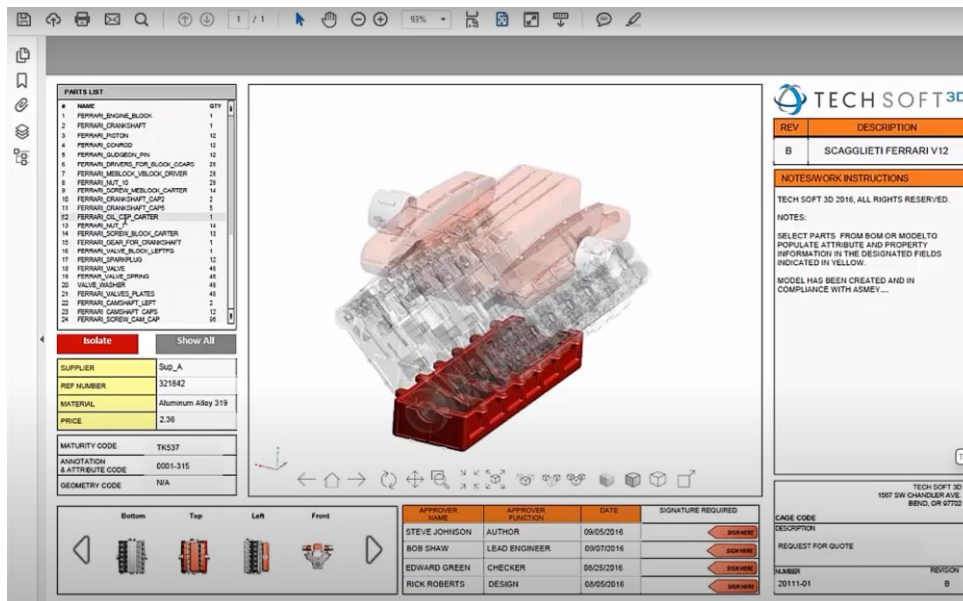 1 / 1
93%
PARTS LIST
# NAME QTY
1 FERRARI_ENGINE_BLOCK 1
2 FERRARI_CRANKSHAFT 1
3 FERRARI_PISTON 12
4 FERRARI_CONROD 12
5 FERRARI_GUDGEON_PIN 12
6 FERRARI_DRIVERS_FOR_BLOCK_CCAPS 28
7 FERRARI_MEBLOCK_VBLOCK_DRIVER 28
8 FERRARI_NUT_10 28
9 FERRARI_SCREW_MEBLOCK_CARTER 14
10 FERRARI_CRANKSHAFT_CAP2 2
11 FERRARI_CRANKSHAFT_CAPS 5
12 FERRARI_OIL_CEP_CARTER 1
13 FERRARI_NUT_7 14
14 FERRARI_SCREW_BLOCK_CARTER 13
15 FERRARI_GEAR_FOR_CRANKSHAFT 1
16 FERRARI_VALVE_BLOCK_LEFTFG 1
17 FERRARI_SPARKPLUG 12
18 FERRARI_VALVE 48
19 FERRARI_VALVE_SPRING 48
20 VALVE_WASHER 48
21 FERRARI_VALVES_PLATES 48
22 FERRARI_CAMSHAFT_LEFT 2
23 FERRARI_CAMSHAFT_CAPS 12
24 FERRARI_SCREW_CAM_CAP 96
Isolate Show All
SUPPLIER Sup_A
REF NUMBER 321842
MATERIAL Aluminum Alloy 319
PRICE 2.36
MATURITY CODE TKS37
ANNOTATION & ATTRIBUTE CODE 0001-315
GEOMETRY CODE N/A
Bottom Top Left Front
APPROVER NAME APPROVER FUNCTION DATE SIGNATURE REQUIRED
STEVE JOHNSON AUTHOR 09/05/2016 SIGN HERE
BOB SHAW LEAD ENGINEER 09/07/2016 SIGN HERE
EDWARD GREEN CHECKER 08/25/2016 SIGN HERE
RICK ROBERTS DESIGN 08/05/2016 SIGN HERE
TECH SOFT 3D
REV DESCRIPTION
B SCAGGLIETI FERRARI V12
NOTES/WORK INSTRUCTIONS
TECH SOFT 3D 2016, ALL RIGHTS RESERVED.
NOTES:
SELECT PARTS FROM BOM OR MODELTO
POPULATE ATTRIBUTE AND PROPERTY
INFORMATION IN THE DESIGNATED FIELDS
INDICATED IN YELLOW.
MODEL HAS BEEN CREATED AND IN
COMPLIANCE WITH ASMEY....
TECH SOFT 3D
1567 SW CHANDLER AVE.
BEND, OR 97702
CAGE CODE
DESCRIPTION
REQUEST FOR QUOTE
NUMBER REVISION
20111-01 B